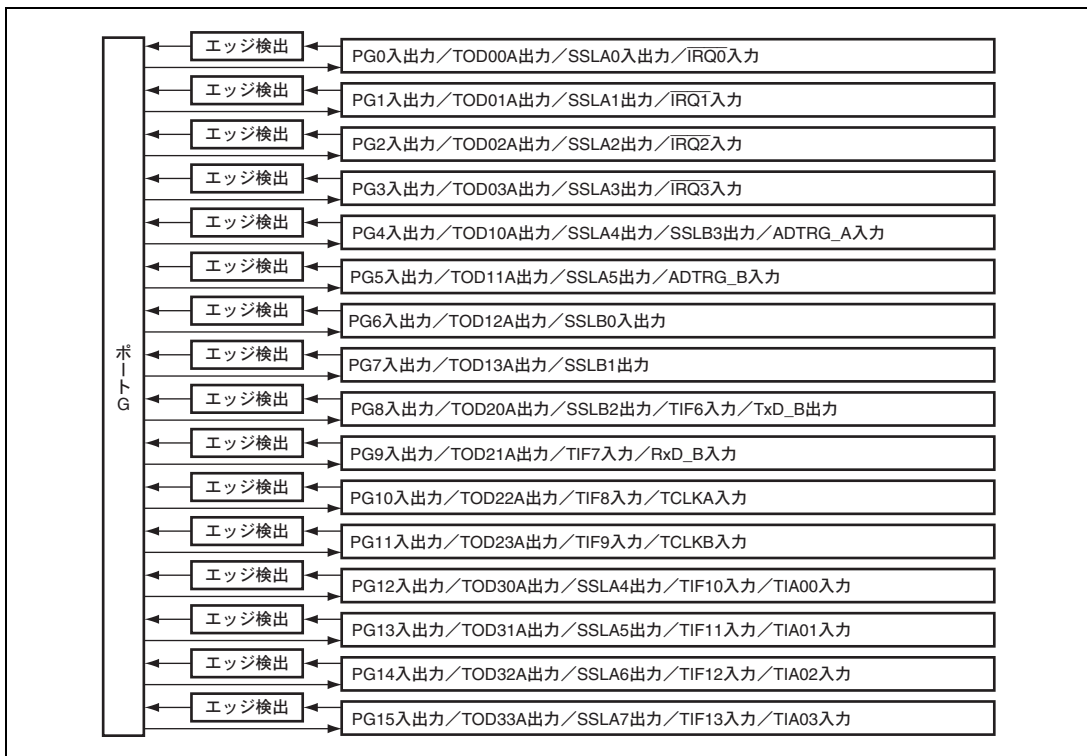 エッジ検出
PG0入出力/TOD00A出力/SSLA0入出力/IRQ0入力
エッジ検出
PG1入出力/TOD01A出力/SSLA1出力/IRQ1入力
エッジ検出
PG2入出力/TOD02A出力/SSLA2出力/IRQ2入力
エッジ検出
PG3入出力/TOD03A出力/SSLA3出力/IRQ3入力
エッジ検出
PG4入出力/TOD10A出力/SSLA4出力/SSLB3出力/ADTRG_A入力
エッジ検出
PG5入出力/TOD11A出力/SSLA5出力/ADTRG_B入力
エッジ検出
PG6入出力/TOD12A出力/SSLB0入出力
エッジ検出
PG7入出力/TOD13A出力/SSLB1出力
ポートG
エッジ検出
PG8入出力/TOD20A出力/SSLB2出力/TIF6入力/TxD_B出力
エッジ検出
PG9入出力/TOD21A出力/TIF7入力/RxD_B入力
エッジ検出
PG10入出力/TOD22A出力/TIF8入力/TCLKA入力
エッジ検出
PG11入出力/TOD23A出力/TIF9入力/TCLKB入力
エッジ検出
PG12入出力/TOD30A出力/SSLA4出力/TIF10入力/TIA00入力
エッジ検出
PG13入出力/TOD31A出力/SSLA5出力/TIF11入力/TIA01入力
エッジ検出
PG14入出力/TOD32A出力/SSLA6出力/TIF12入力/TIA02入力
エッジ検出
PG15入出力/TOD33A出力/SSLA7出力/TIF13入力/TIA03入力